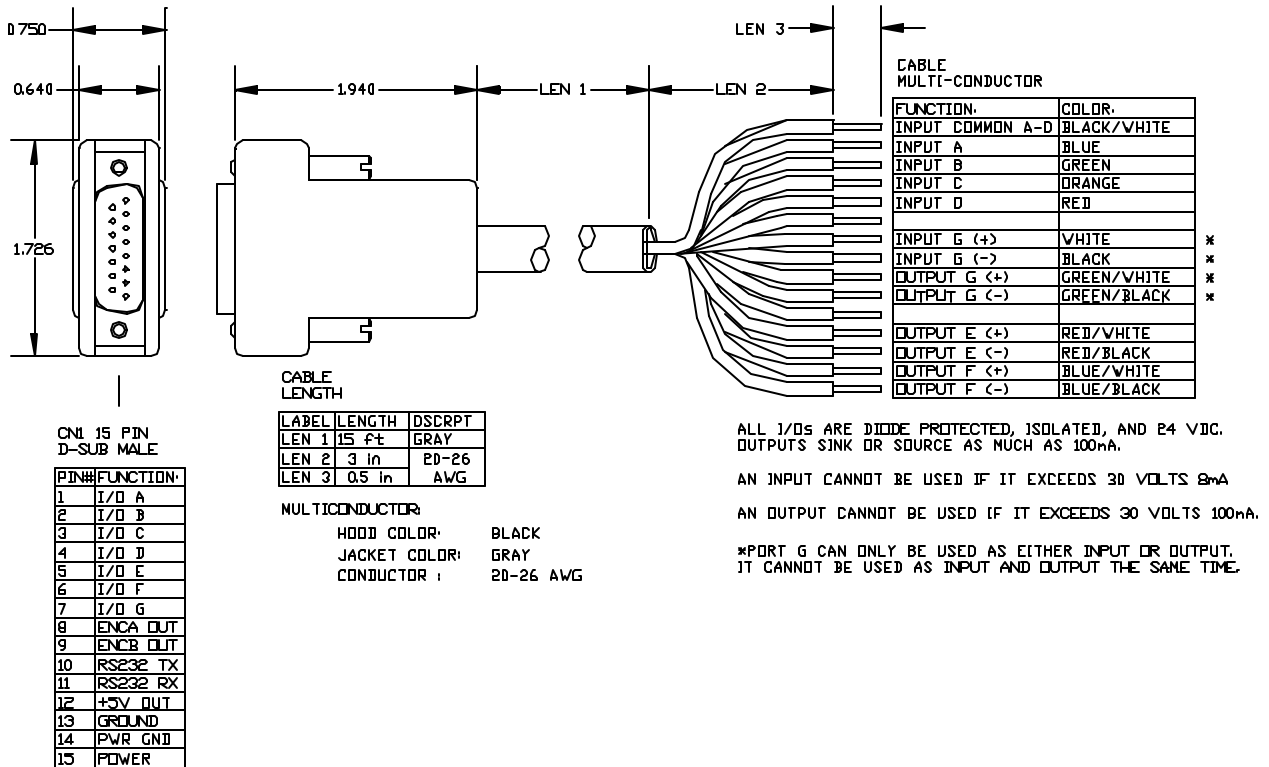 0.750
LEN 3
0.640
1.940
LEN 1
LEN 2
1.726
CABLE
MULTI-CONDUCTOR
FUNCTION: COLOR:
INPUT COMMON A-D BLACK/WHITE
INPUT A BLUE
INPUT B GREEN
INPUT C ORANGE
INPUT D RED
INPUT G (+) WHITE *
INPUT G (-) BLACK *
OUTPUT G (+) GREEN/WHITE *
OUTPUT G (-) GREEN/BLACK *
OUTPUT E (+) RED/WHITE
OUTPUT E (-) RED/BLACK
OUTPUT F (+) BLUE/WHITE
OUTPUT F (-) BLUE/BLACK
CABLE
LENGTH
LABEL LENGTH DSCRPT
LEN 1 15 ft GRAY
LEN 2 3 in 20-26
LEN 3 0.5 in AWG
MULTICONDUCTOR:
HOOD COLOR: BLACK
JACKET COLOR: GRAY
CONDUCTOR : 20-26 AWG
CN1 15 PIN
D-SUB MALE
PIN# FUNCTION:
1 I/O A
2 I/O B
3 I/O C
4 I/O D
5 I/O E
6 I/O F
7 I/O G
8 ENCA OUT
9 ENCB OUT
10 RS232 TX
11 RS232 RX
12 +5V OUT
13 GROUND
14 PWR GND
15 POWER
ALL I/Os ARE DIODE PROTECTED, ISOLATED, AND 24 VDC.
OUTPUTS SINK OR SOURCE AS MUCH AS 100mA.
AN INPUT CANNOT BE USED IF IT EXCEEDS 30 VOLTS 8mA
AN OUTPUT CANNOT BE USED IF IT EXCEEDS 30 VOLTS 100mA.
*PORT G CAN ONLY BE USED AS EITHER INPUT OR OUTPUT.
IT CANNOT BE USED AS INPUT AND OUTPUT THE SAME TIME.